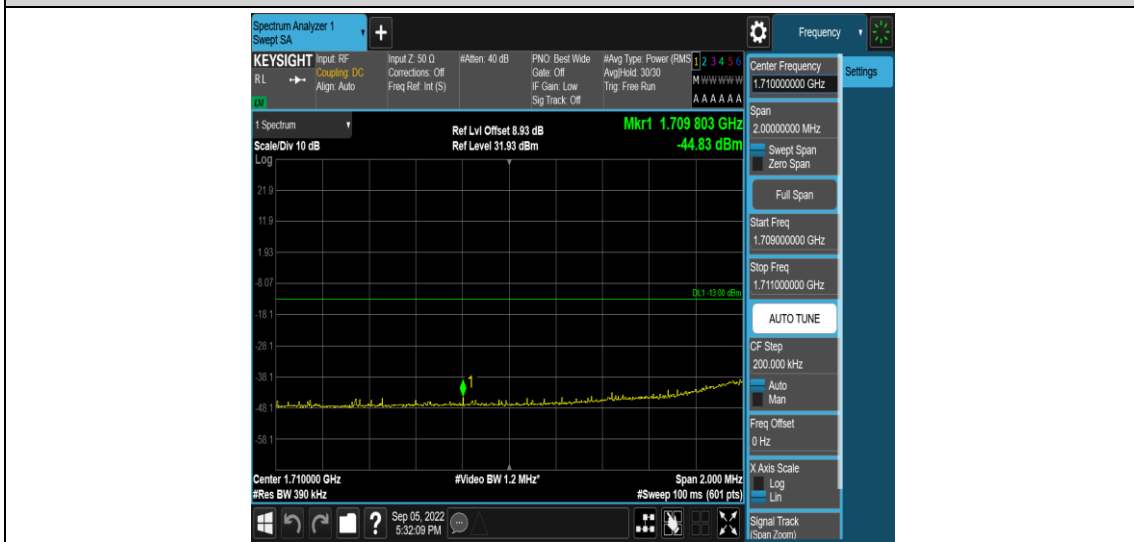 Spectrum Analyzer 1
Swept SA
+
Frequency
KEYSIGHT
RL
Input: RF
Coupling: DC
Align: Auto
Input Z: 50 Ω
Corrections: Off
Freq Ref: Int (S)
#Atten: 40 dB
PNO: Best Wide
Gate: Off
IF Gain: Low
Sig Track: Off
#Avg Type: Power (RMS
Avg|Hold: 30/30
Trig: Free Run
1 2 3 4 5 6
M W W W W W
A A A A A A
1 Spectrum
Scale/Div 10 dB
Log
Ref Lvl Offset 8.93 dB
Ref Level 31.93 dBm
Mkr1 1.709 803 GHz
-44.83 dBm
21.9
11.9
1.93
-8.07
-18.1
-28.1
-38.1
-48.1
-58.1
DL1 -13.00 dBm
1
Center 1.710000 GHz
#Res BW 390 kHz
#Video BW 1.2 MHz*
Span 2.000 MHz
#Sweep 100 ms (601 pts)
Center Frequency
1.710000000 GHz
Settings
Span
2.00000000 MHz
Swept Span
Zero Span
Full Span
Start Freq
1.709000000 GHz
Stop Freq
1.711000000 GHz
AUTO TUNE
CF Step
200.000 kHz
Auto
Man
Freq Offset
0 Hz
X Axis Scale
Log
Lin
Signal Track
(Span Zoom)
?
Sep 05, 2022
5:32:09 PM